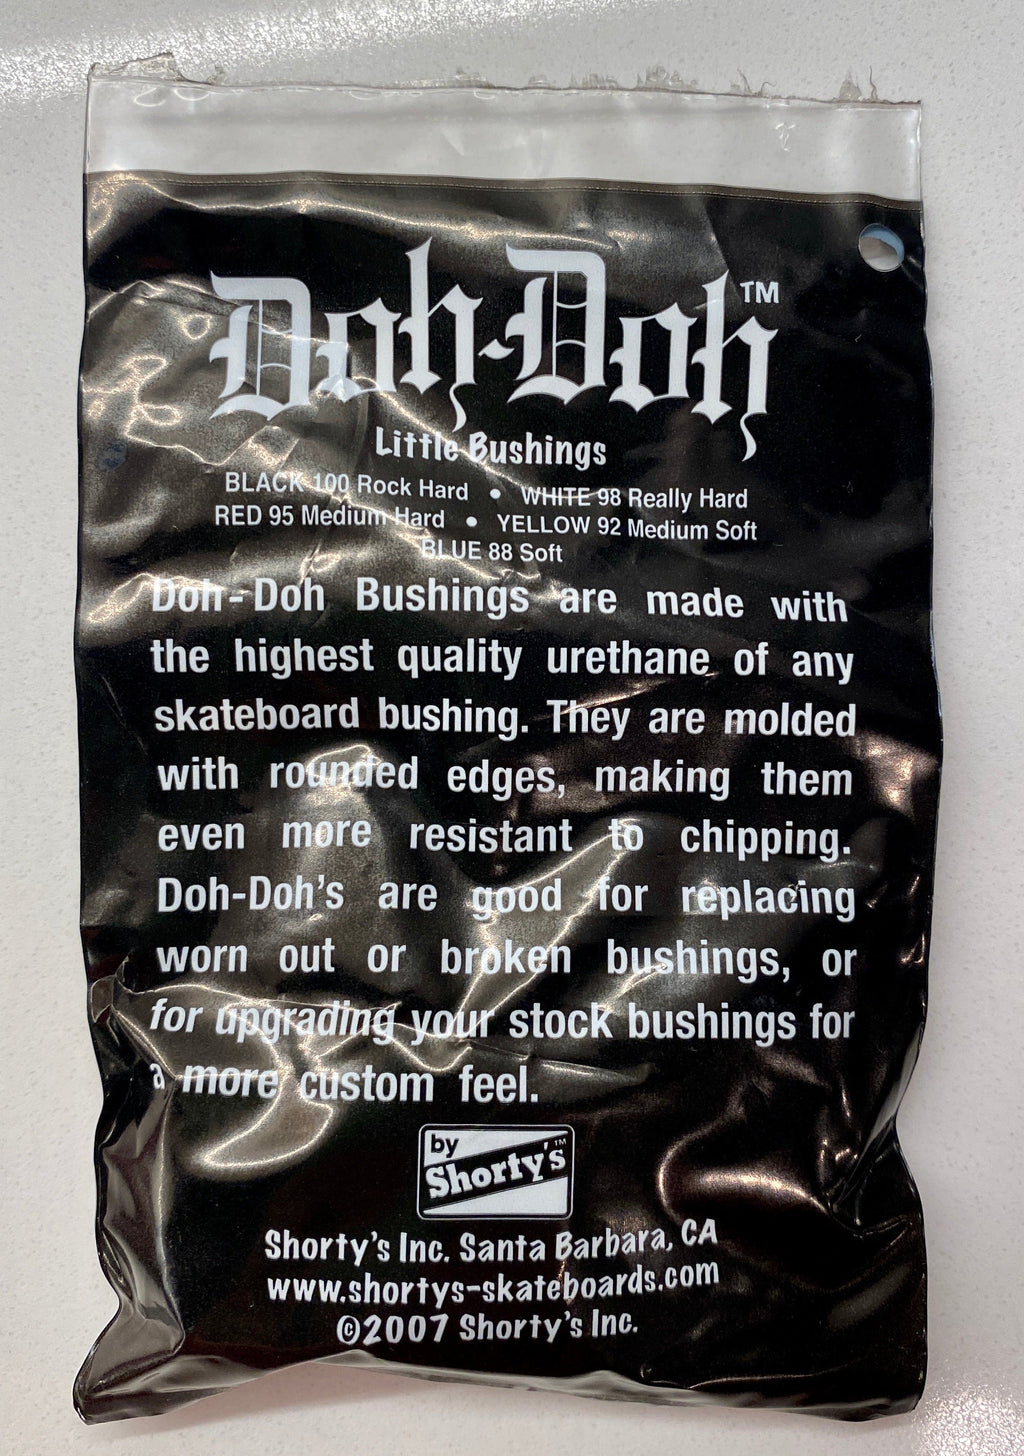 Doh-Doh™
Little Bushings
BLACK 100 Rock Hard • WHITE 98 Really Hard
RED 95 Medium Hard • YELLOW 92 Medium Soft
BLUE 88 Soft
Doh-Doh Bushings are made with
the highest quality urethane of any
skateboard bushing. They are molded
with rounded edges, making them
even more resistant to chipping.
Doh-Doh's are good for replacing
worn out or broken bushings, or
for upgrading your stock bushings for
a more custom feel.
by
Shorty's™
Shorty's Inc. Santa Barbara, CA
www.shortys-skateboards.com
©2007 Shorty's Inc.